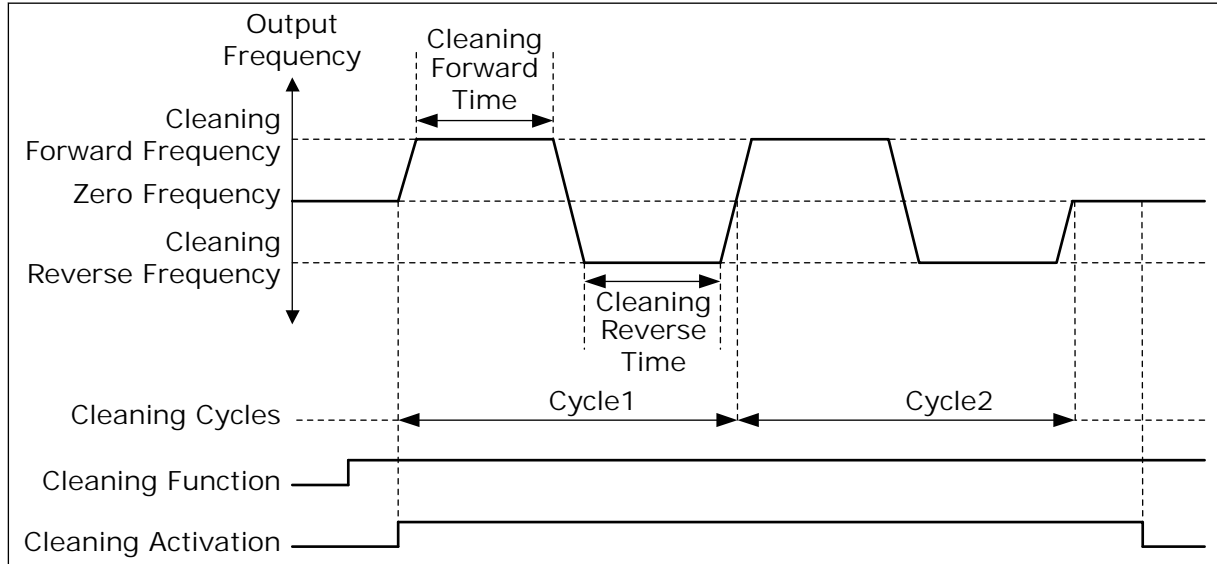 Output
Frequency
Cleaning
Forward
Time
Cleaning
Forward Frequency
Zero Frequency
Cleaning
Reverse Frequency
Cleaning
Reverse
Time
Cleaning Cycles
Cycle1
Cycle2
Cleaning Function
Cleaning Activation